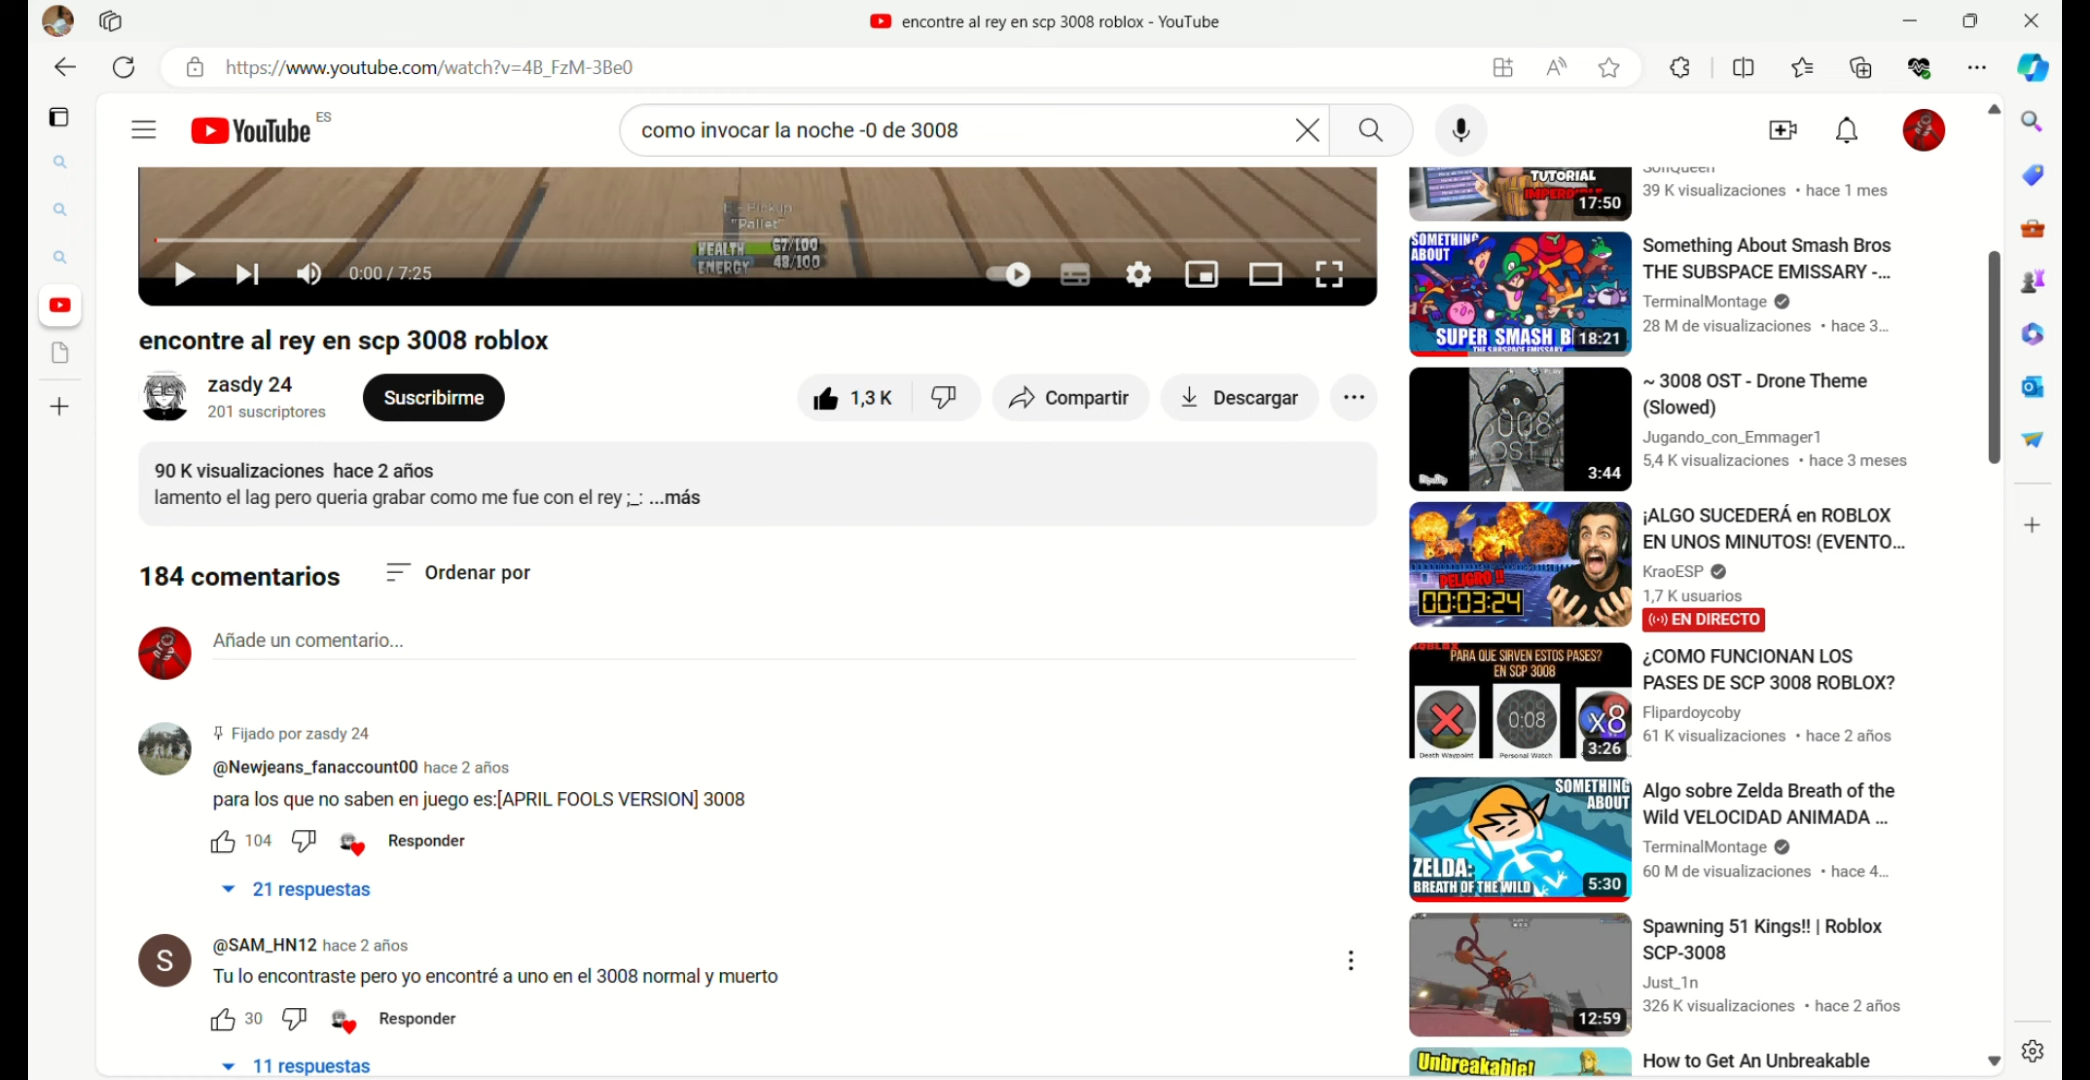 encontre al rey en scp 3008 roblox - YouTube
https://www.youtube.com/watch?v=4B_FzM-3Be0
YouTube ES
como invocar la noche -0 de 3008
E - Pickup
"Pallet"
HEALTH 67/100
ENERGY 48/100
0:00 / 7:25
encontre al rey en scp 3008 roblox
zasdy 24
201 suscriptores
Suscribirme
1,3 K
Compartir
Descargar
90 K visualizaciones hace 2 años
lamento el lag pero queria grabar como me fue con el rey ;_: ...más
184 comentarios
Ordenar por
Añade un comentario...
Fijado por zasdy 24
@Newjeans_fanaccount00 hace 2 años
para los que no saben en juego es:[APRIL FOOLS VERSION] 3008
104
Responder
21 respuestas
S
@SAM_HN12 hace 2 años
Tu lo encontraste pero yo encontré a uno en el 3008 normal y muerto
30
Responder
11 respuestas
TUTORIAL
17:50
39 K visualizaciones • hace 1 mes
SOMETHING
ABOUT
SUPER SMASH B
18:21
Something About Smash Bros
THE SUBSPACE EMISSARY -...
TerminalMontage
28 M de visualizaciones • hace 3...
3008
OST
3:44
~ 3008 OST - Drone Theme
(Slowed)
Jugando_con_Emmager1
5,4 K visualizaciones • hace 3 meses
PELIGRO !!
00:03:24
¡ALGO SUCEDERÁ en ROBLOX
EN UNOS MINUTOS! (EVENTO...
KraoESP
1,7 K usuarios
EN DIRECTO
PARA QUE SIRVEN ESTOS PASES?
EN SCP 3008
0:08
x8
Death Waypoint
Personal Watch
3:26
¿COMO FUNCIONAN LOS
PASES DE SCP 3008 ROBLOX?
Flipardoycoby
61 K visualizaciones • hace 2 años
SOMETHING
ABOUT
ZELDA:
BREATH OF THE WILD
5:30
Algo sobre Zelda Breath of the
Wild VELOCIDAD ANIMADA ...
TerminalMontage
60 M de visualizaciones • hace 4...
12:59
Spawning 51 Kings!! | Roblox
SCP-3008
Just_1n
326 K visualizaciones • hace 2 años
Unbreakable!
How to Get An Unbreakable